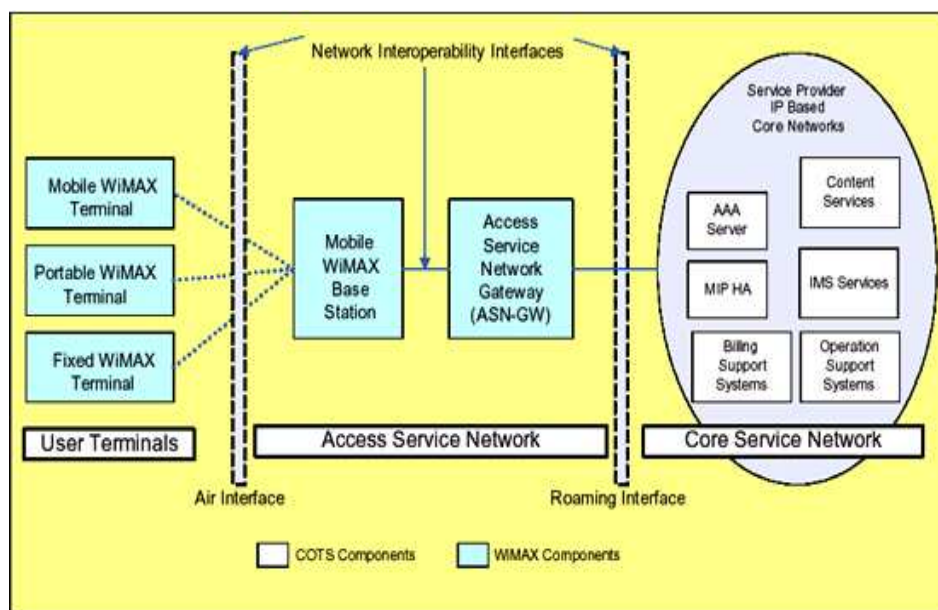 Network Interoperability Interfaces
Service Provider
IP Based
Core Networks
Mobile WiMAX
Terminal
Portable WiMAX
Terminal
Fixed WiMAX
Terminal
Mobile
WiMAX
Base
Station
Access
Service
Network
Gateway
(ASN-GW)
AAA
Server
Content
Services
MIP HA
IMS Services
Billing
Support
Systems
Operation
Support
Systems
User Terminals
Access Service Network
Core Service Network
Air Interface
Roaming Interface
COTS Components
WiMAX Components